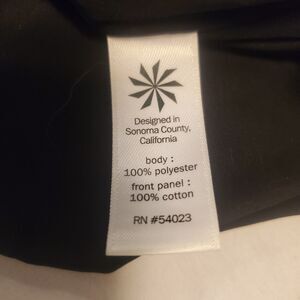 Designed in
Sonoma County,
California
body :
100% polyester
front panel :
100% cotton
RN #54023